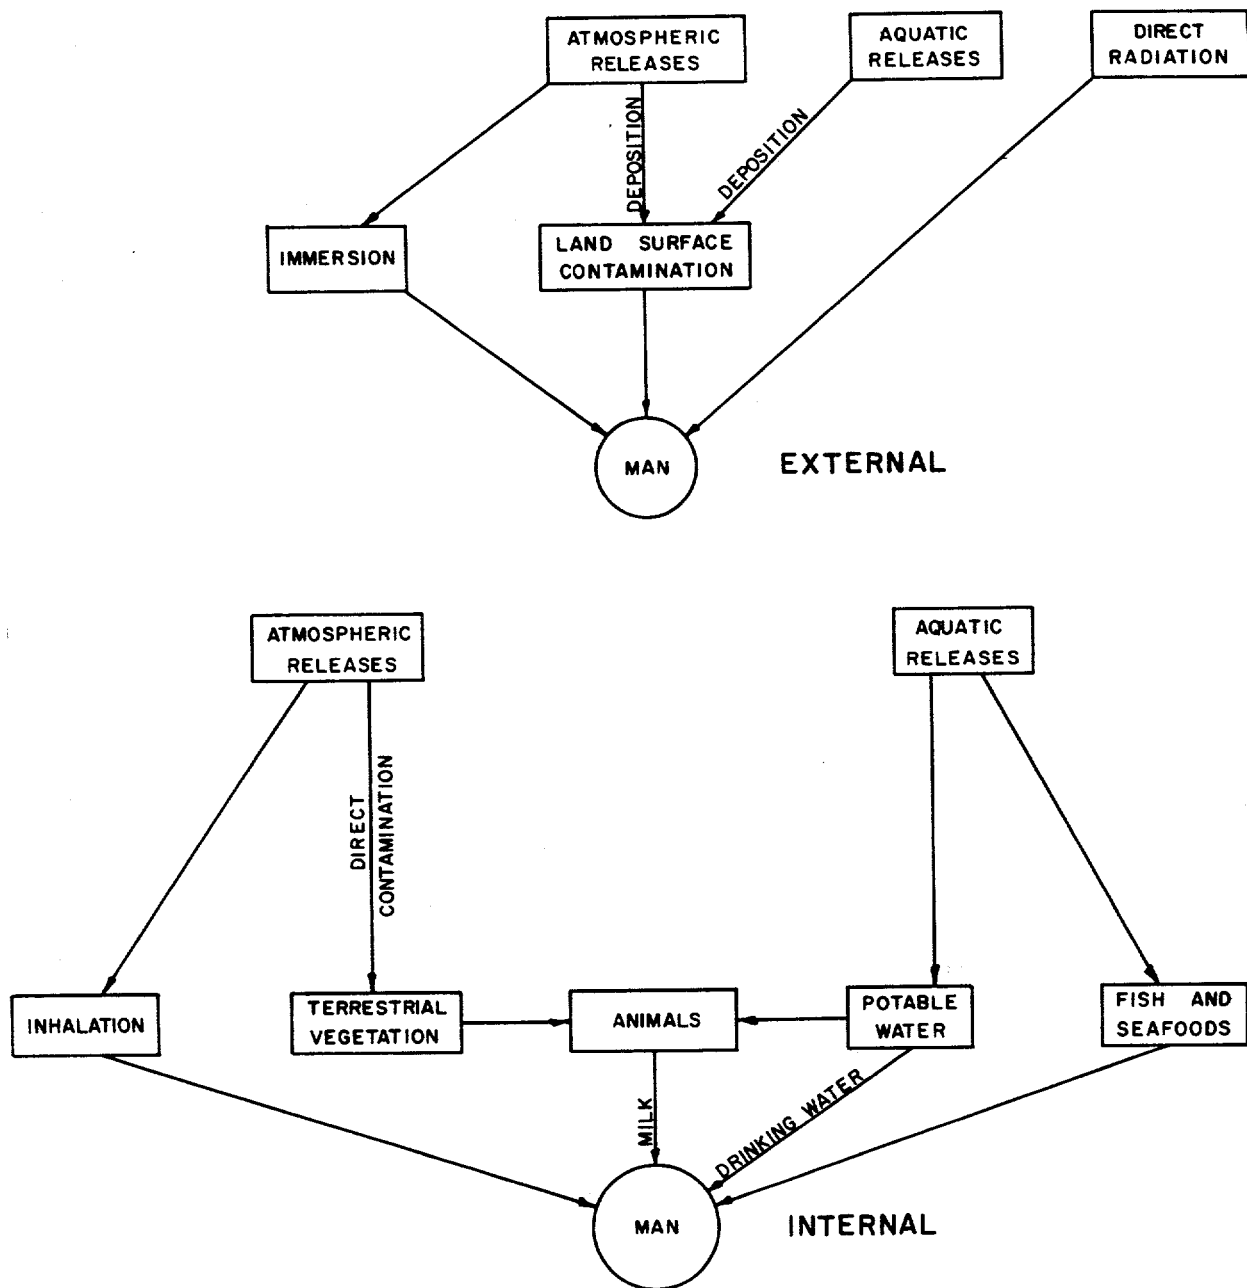 ATMOSPHERIC
RELEASES
AQUATIC
RELEASES
DIRECT
RADIATION
DEPOSITION
DEPOSITION
IMMERSION
LAND SURFACE
CONTAMINATION
MAN
EXTERNAL
ATMOSPHERIC
RELEASES
AQUATIC
RELEASES
DIRECT
CONTAMINATION
INHALATION
TERRESTRIAL
VEGETATION
ANIMALS
POTABLE
WATER
FISH AND
SEAFOODS
MILK
DRINKING WATER
MAN
INTERNAL